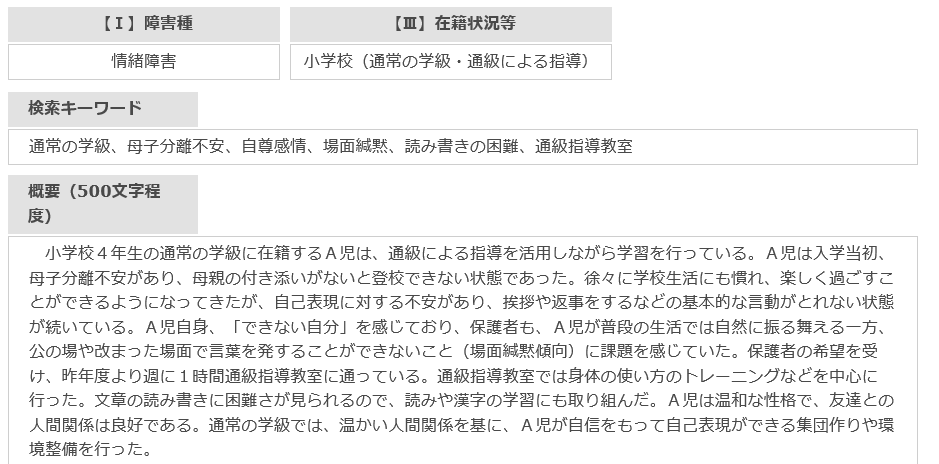 【Ⅰ】障害種
【Ⅲ】在籍状況等
情緒障害
小学校（通常の学級・通級による指導）
検索キーワード
通常の学級、母子分離不安、自尊感情、場面緘黙、読み書きの困難、通級指導教室
概要（500文字程
度）
小学校４年生の通常の学級に在籍するＡ児は、通級による指導を活用しながら学習を行っている。Ａ児は入学当初、
母子分離不安があり、母親の付き添いがないと登校できない状態であった。徐々に学校生活にも慣れ、楽しく過ごすこ
とができるようになってきたが、自己表現に対する不安があり、挨拶や返事をするなどの基本的な言動がとれない状態
が続いている。Ａ児自身、「できない自分」を感じており、保護者も、Ａ児が普段の生活では自然に振る舞える一方、
公の場や改まった場面で言葉を発することができないこと（場面緘黙傾向）に課題を感じていた。保護者の希望を受
け、昨年度より週に１時間通級指導教室に通っている。通級指導教室では身体の使い方のトレーニングなどを中心に
行った。文章の読み書きに困難さが見られるので、読みや漢字の学習にも取り組んだ。Ａ児は温和な性格で、友達との
人間関係は良好である。通常の学級では、温かい人間関係を基に、Ａ児が自信をもって自己表現ができる集団作りや環
境整備を行った。